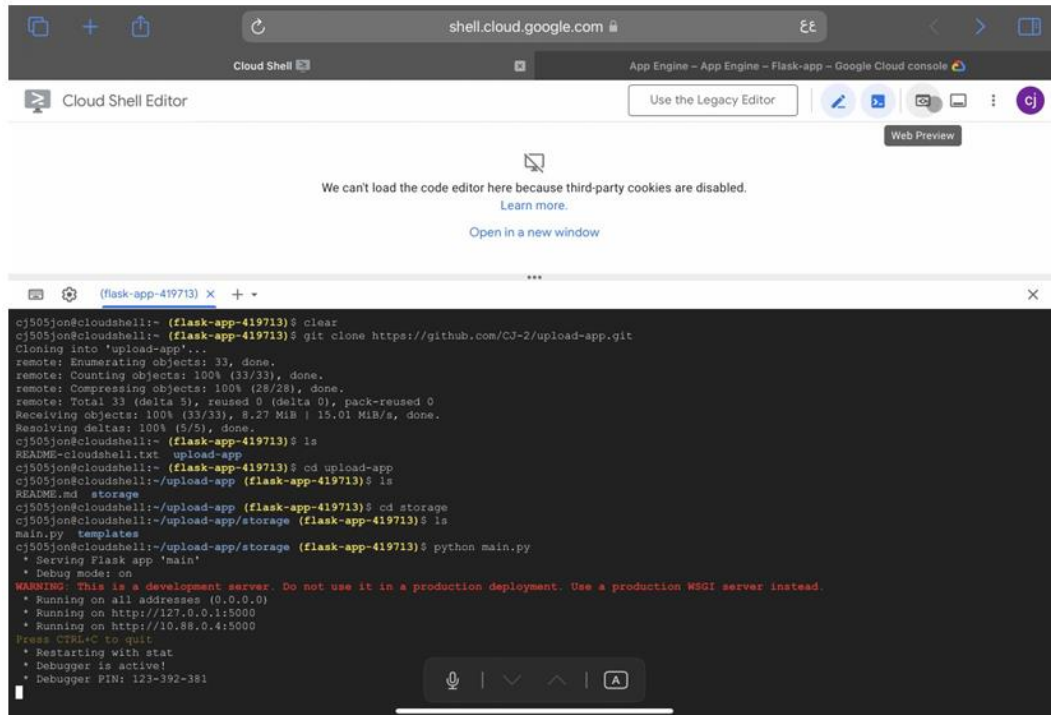 shell.cloud.google.com
ع ع
Cloud Shell
App Engine – App Engine – Flask-app – Google Cloud console
Cloud Shell Editor
Use the Legacy Editor
cj
Web Preview
We can't load the code editor here because third-party cookies are disabled.
Learn more.
Open in a new window
(flask-app-419713)
cj505jon@cloudshell:~ (flask-app-419713)$ clear
cj505jon@cloudshell:~ (flask-app-419713)$ git clone https://github.com/CJ-2/upload-app.git
Cloning into 'upload-app'...
remote: Enumerating objects: 33, done.
remote: Counting objects: 100% (33/33), done.
remote: Compressing objects: 100% (28/28), done.
remote: Total 33 (delta 5), reused 0 (delta 0), pack-reused 0
Receiving objects: 100% (33/33), 8.27 MiB | 15.01 MiB/s, done.
Resolving deltas: 100% (5/5), done.
cj505jon@cloudshell:~ (flask-app-419713)$ ls
README-cloudshell.txt upload-app
cj505jon@cloudshell:~ (flask-app-419713)$ cd upload-app
cj505jon@cloudshell:~/upload-app (flask-app-419713)$ ls
README.md storage
cj505jon@cloudshell:~/upload-app (flask-app-419713)$ cd storage
cj505jon@cloudshell:~/upload-app/storage (flask-app-419713)$ ls
main.py templates
cj505jon@cloudshell:~/upload-app/storage (flask-app-419713)$ python main.py
* Serving Flask app 'main'
* Debug mode: on
WARNING: This is a development server. Do not use it in a production deployment. Use a production WSGI server instead.
* Running on all addresses (0.0.0.0)
* Running on http://127.0.0.1:5000
* Running on http://10.88.0.4:5000
Press CTRL+C to quit
* Restarting with stat
* Debugger is active!
* Debugger PIN: 123-392-381
A